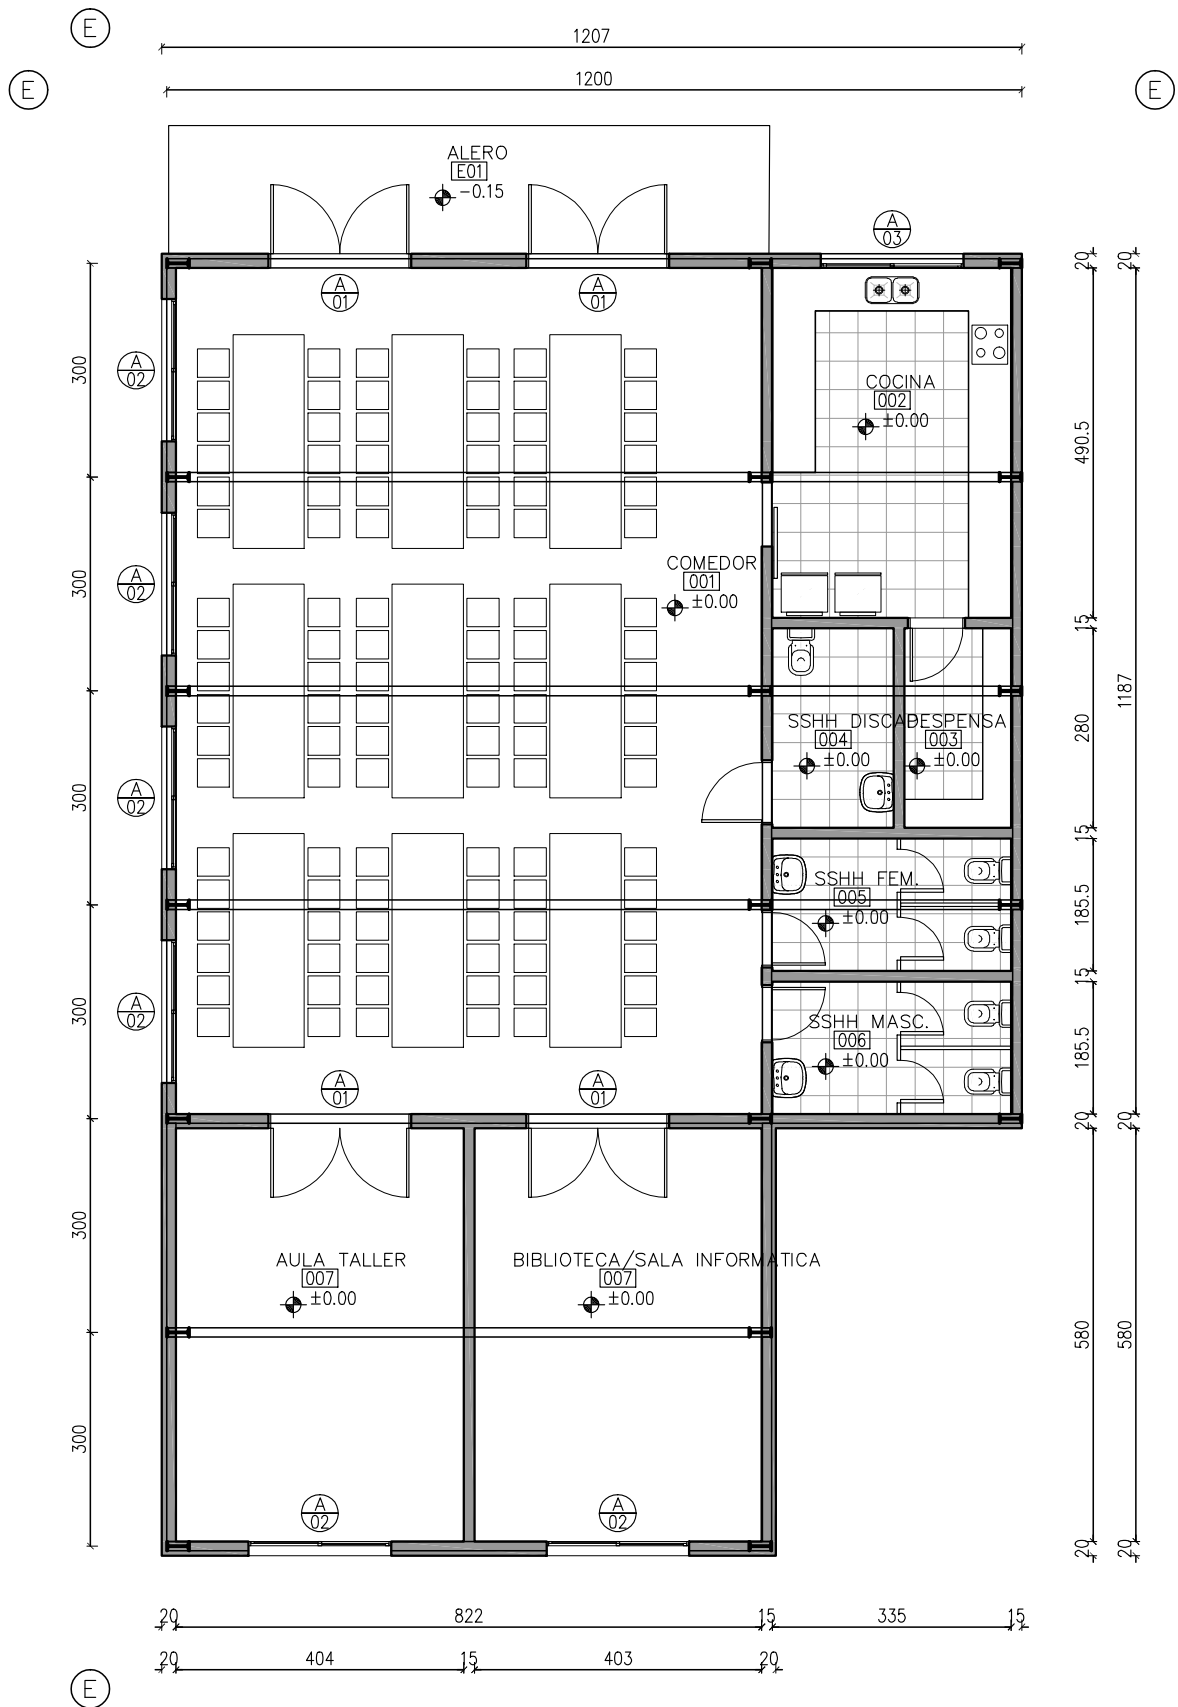 E
1207
E
1200
E
ALERO
E01
-0.15
A
03
20
20
A
01
A
01
300
A
02
COCINA
002
±0.00
490.5
300
A
02
COMEDOR
001
±0.00
15
1187
SSHH DISCAP
DESPENSA
004
003
±0.00
±0.00
280
300
A
02
15
SSHH FEM.
005
±0.00
185.5
15
300
A
02
SSHH MASC.
006
±0.00
185.5
A
01
A
01
20
20
300
AULA TALLER
007
±0.00
BIBLIOTECA/SALA INFORMATICA
007
±0.00
580
580
300
A
02
A
02
20
20
20
822
15
335
15
20
404
15
403
20
E